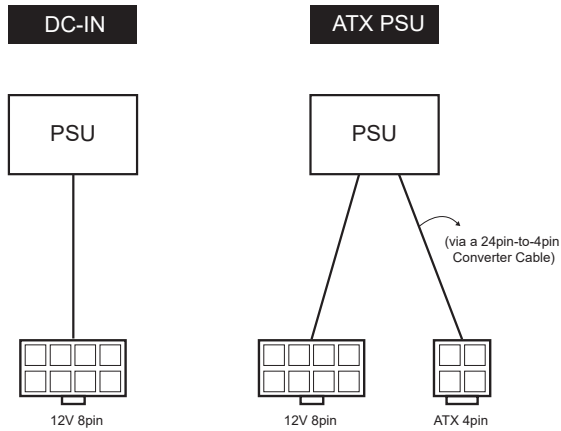 DC-IN
ATX PSU
PSU
PSU
(via a 24pin-to-4pin
Converter Cable)
12V 8pin
12V 8pin
ATX 4pin